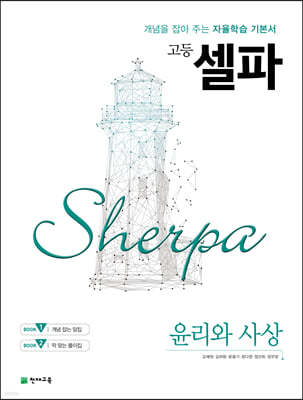 개념을 잡아 주는 자율학습 기본서
고등
셀파
Sherpa
BOOK 1 개념 잡는 알집
BOOK 2 딱 맞는 풀이집
윤리와 사상
천재교육